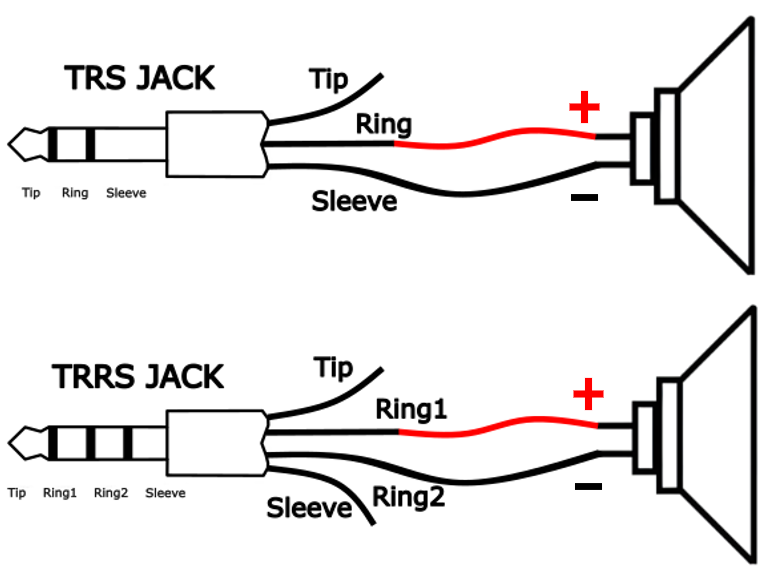 TRS JACK
Tip
Ring
+
Tip Ring Sleeve
Sleeve
−
TRRS JACK
Tip
Ring1
+
Tip Ring1 Ring2 Sleeve
Ring2
Sleeve
−